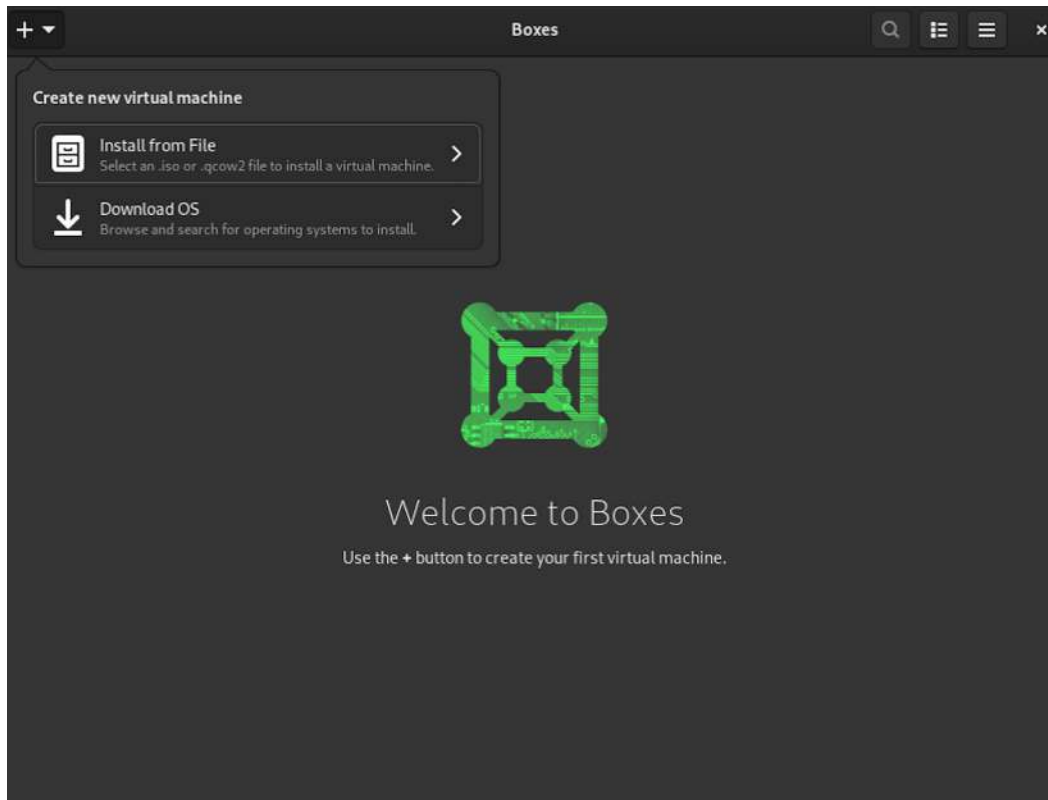 Boxes
Create new virtual machine
Install from File
Select an .iso or .qcow2 file to install a virtual machine.
Download OS
Browse and search for operating systems to install.
Welcome to Boxes
Use the + button to create your first virtual machine.